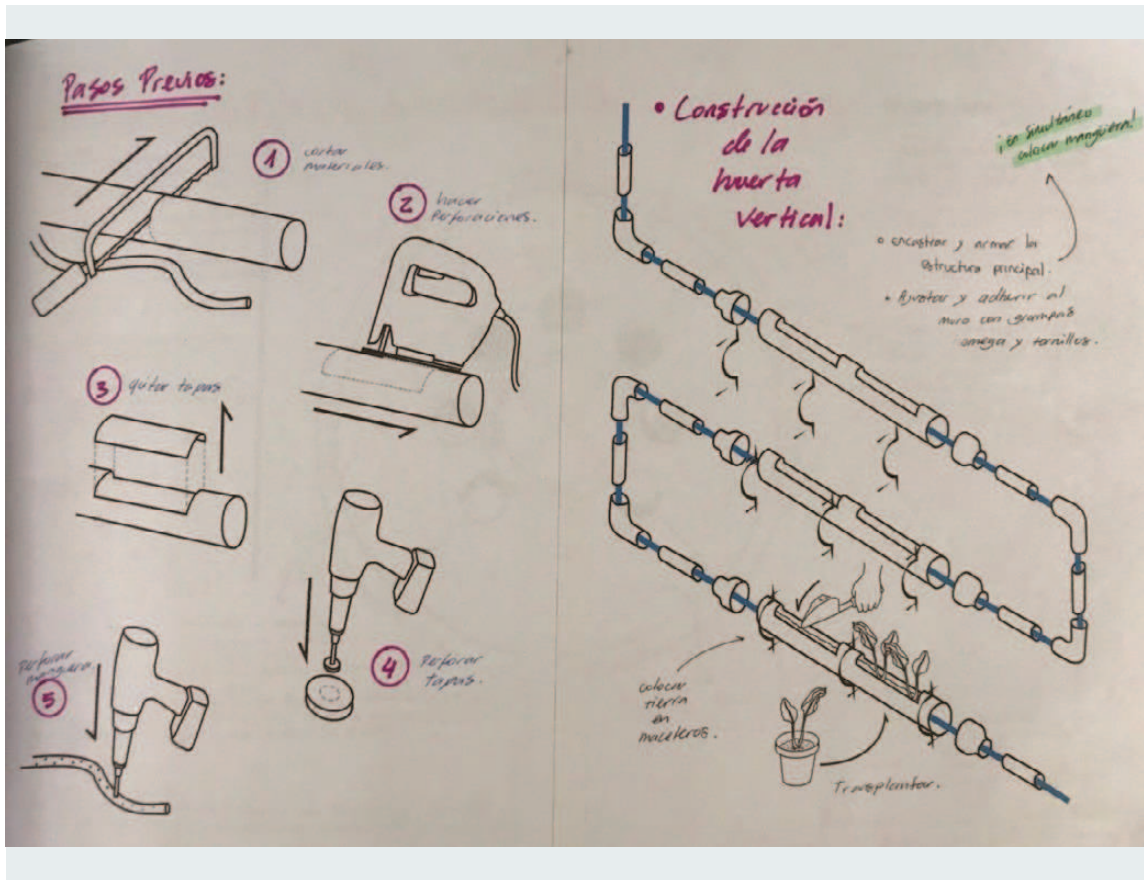 Pasos Previos:
1 cortar
materiales.
2 hacer
Perforaciones.
3 quitar tapas
4 Perforar
tapas.
Perforar
manguera.
5
• Construcción
de la
huerta
vertical:
¡en simultáneo
colocar manguera!
• encastrar y armar la
estructura principal.
• Ajustar y adherir al
muro con grampas
omega y tornillos.
colocar
tierra
en
maceteros.
Transplantar.